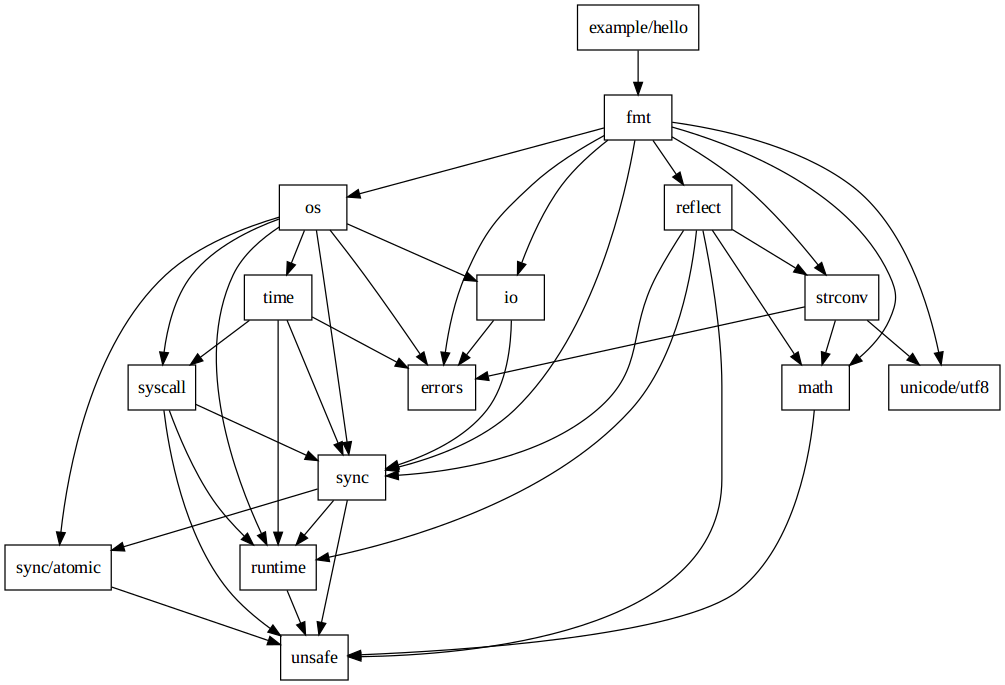 example/hello
fmt
os
reflect
time
io
strconv
syscall
errors
math
unicode/utf8
sync
sync/atomic
runtime
unsafe